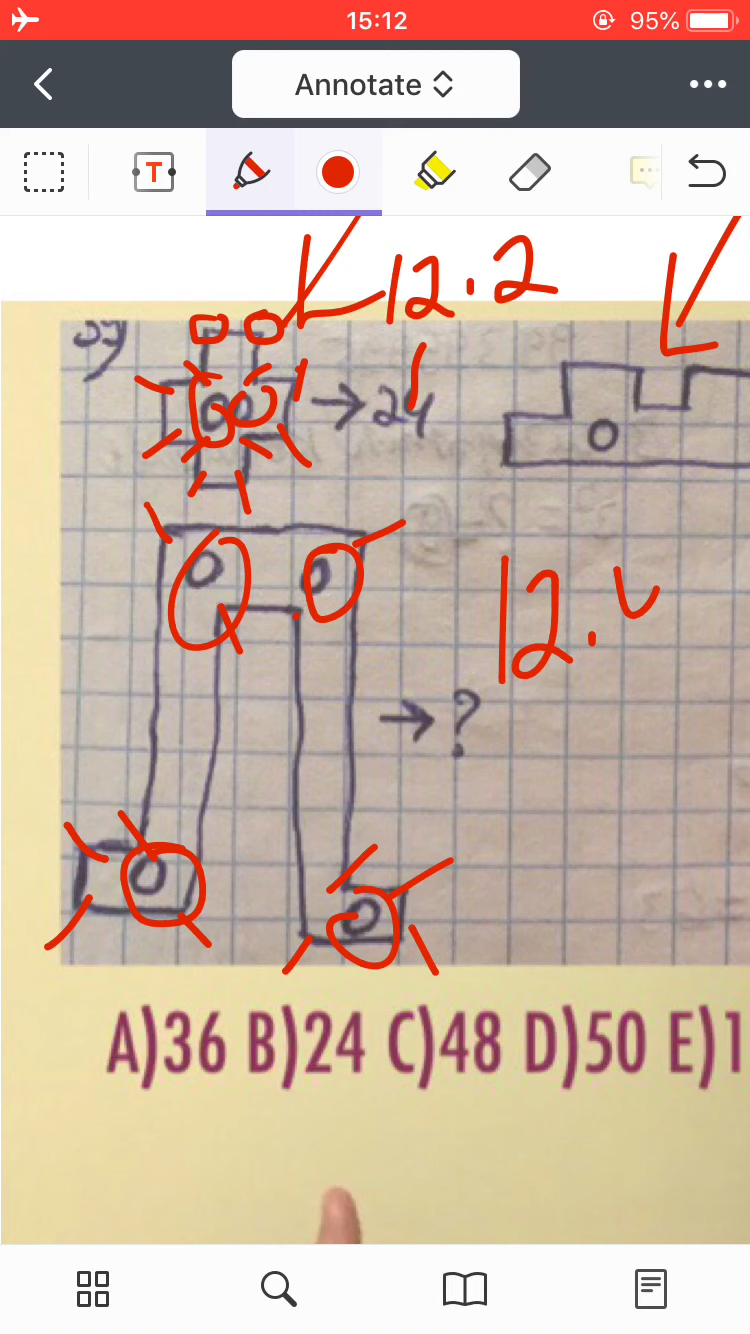 15:12
95%
Annotate
T
12.2
→24
→?
12.
A)36 B)24 C)48 D)50 E)1